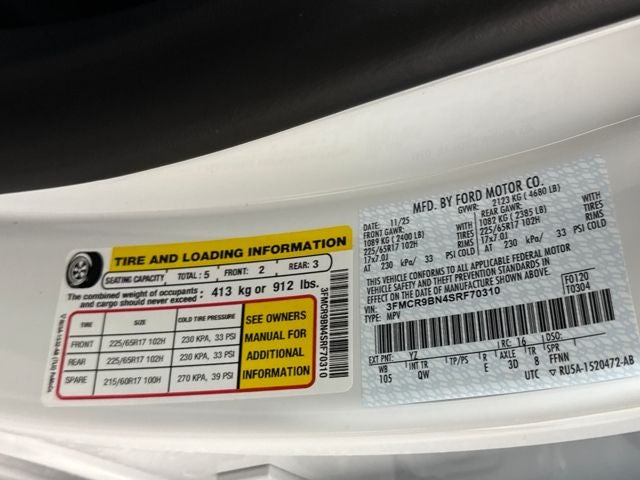 TIRE AND LOADING INFORMATION
SEATING CAPACITY TOTAL: 5 FRONT: 2 REAR: 3
The combined weight of occupants and cargo should never exceed: 413 kg or 912 lbs.
TIRE SIZE COLD TIRE PRESSURE
FRONT 225/65R17 102H 230 KPA, 33 PSI
REAR 225/65R17 102H 230 KPA, 33 PSI
SPARE 215/60R17 100H 270 KPA, 39 PSI
SEE OWNERS
MANUAL FOR
ADDITIONAL
INFORMATION
3FMCR9BN4SRF70310
MFD. BY FORD MOTOR CO.
DATE: 11/25 GVWR: 2123 KG (4680 LB)
FRONT GAWR: REAR GAWR:
1089 KG (2400 LB) 1082 KG (2385 LB) WITH
225/65R17 102H 225/65R17 102H TIRES
17x7.0J 17x7.0J RIMS
AT 230 kPa/ 33 PSI COLD AT 230 kPa/ 33 PSI COLD
THIS VEHICLE CONFORMS TO ALL APPLICABLE FEDERAL MOTOR
VEHICLE SAFETY AND THEFT PREVENTION STANDARDS IN
EFFECT ON THE DATE OF MANUFACTURE SHOWN ABOVE.
VIN: 3FMCR9BN4SRF70310 F0120
TYPE: MPV T0304
EXT PNT: YZ RC: 16 DSO:
WB INT TR TP/PS R AXLE TR SPR
105 QW E 3D 8 FFNN
UTC RU5A-1520472-AB